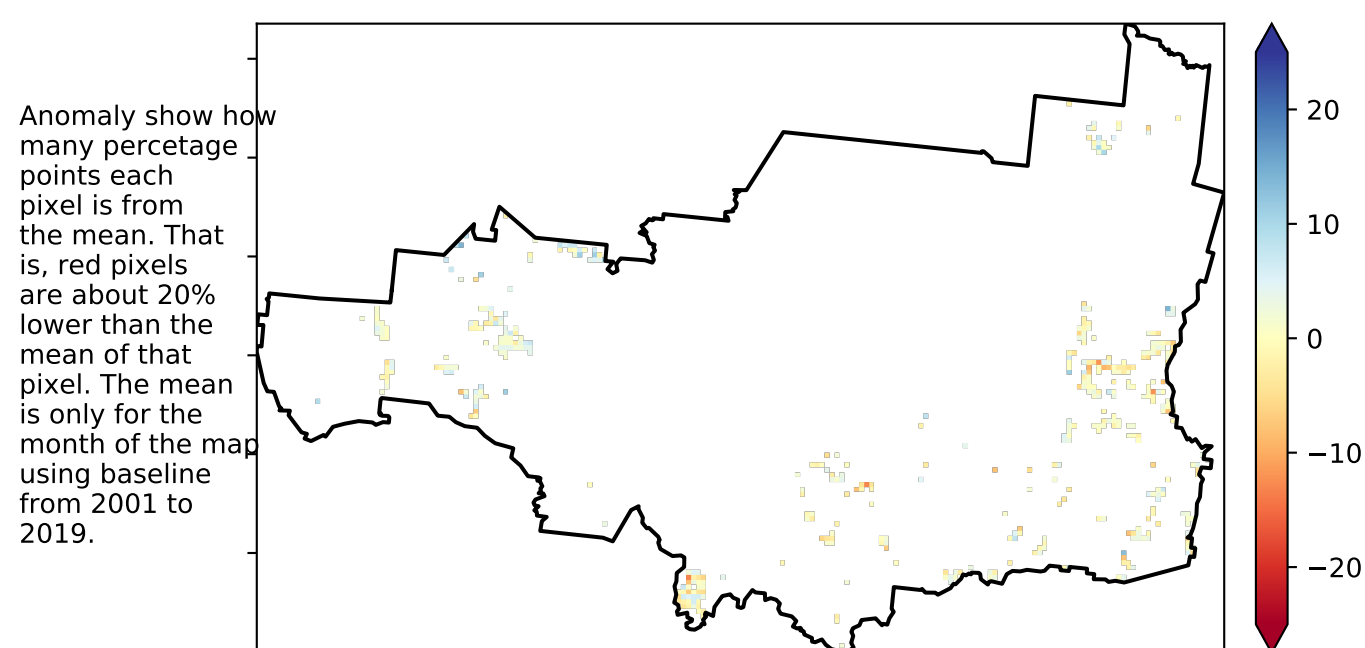 Anomaly show how
many percetage
points each
pixel is from
the mean. That
is, red pixels
are about 20%
lower than the
mean of that
pixel. The mean
is only for the
month of the map
using baseline
from 2001 to
2019.
20
10
0
−10
−20